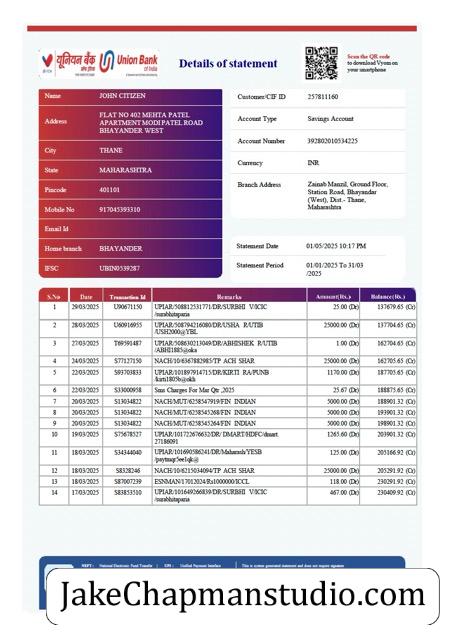 यूनियन बैंक Union Bank
of India
Details of statement
Scan the QR code
to download Vyom on
your smartphone
Name JOHN CITIZEN
Address FLAT NO 402 MEHTA PATEL
APARTMENT MODI PATEL ROAD
BHAYANDER WEST
City THANE
State MAHARASHTRA
Pincode 401101
Mobile No 917045393310
Email Id
Home branch BHAYANDER
IFSC UBIN0539287
Customer/CIF ID 257811160
Account Type Savings Account
Account Number 392802010534225
Currency INR
Branch Address Zainab Manzil, Ground Floor,
Station Road, Bhayandar
(West), Dist.- Thane,
Maharashtra
Statement Date 01/05/2025 10:17 PM
Statement Period 01/01/2025 To 31/03
/2025
S.No Date Transaction Id Remarks Amount(Rs.) Balance(Rs.)
1 29/03/2025 U90671150 UPIAR/508812531771/DR/SURBHI V/ICIC 25.00 (Dr) 137679.65 (Cr)
/surabhitaparia
2 28/03/2025 U60916955 UPIAR/508794216080/DR/USHA R/UTIB 25000.00 (Dr) 137704.65 (Cr)
/USH2000@YBL
3 27/03/2025 T69591487 UPIAR/508630213049/DR/ABHISHEK R/UTIB 1.00 (Dr) 162704.65 (Cr)
/ABHI1885@oka
4 24/03/2025 S77127150 NACH/10/6367882985/TP ACH SHAR 25000.00 (Dr) 162705.65 (Cr)
5 22/03/2025 S93703833 UPIAR/101897914715/DR/KIRTI RA/PUNB 1170.00 (Dr) 187705.65 (Cr)
/kirti1805b@okh
6 22/03/2025 S33000958 Sms Charges For Mar Qtr ,2025 25.67 (Dr) 188875.65 (Cr)
7 20/03/2025 S13034822 NACH/MUT/6258547919/FIN INDIAN 5000.00 (Dr) 188901.32 (Cr)
8 20/03/2025 S13034822 NACH/MUT/6258545268/FIN INDIAN 5000.00 (Dr) 193901.32 (Cr)
9 20/03/2025 S13034822 NACH/MUT/6258545264/FIN INDIAN 5000.00 (Dr) 198901.32 (Cr)
10 19/03/2025 S75678527 UPIAR/101722676632/DR/ DMART/HDFC/dmart. 1265.60 (Dr) 203901.32 (Cr)
27186091
11 18/03/2025 S34344040 UPIAR/101690586241/DR/Maharash/YESB 125.00 (Dr) 205166.92 (Cr)
12 18/03/2025 S8328246 NACH/10/6215034094/TP ACH SHAR 25000.00 (Dr) 205291.92 (Cr)
13 18/03/2025 S87007239 ESNMAN/17012024/Rs1000000/ICCL 118.00 (Dr) 230291.92 (Cr)
14 17/03/2025 S83853510 UPIAR/101649266839/DR/SURBHI V/ICIC 467.00 (Dr) 230409.92 (Cr)
/surabhitaparia
NEFT : National Electronic Fund Transfer | UPI : Unified Payment Interface This is system generated statement and does not require signature
JakeChapmanstudio.com